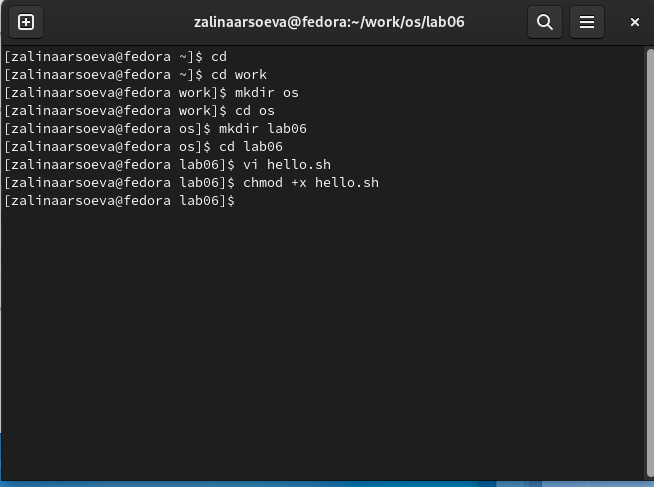 zalinaarsoeva@fedora:~/work/os/lab06
[zalinaarsoeva@fedora ~]$ cd
[zalinaarsoeva@fedora ~]$ cd work
[zalinaarsoeva@fedora work]$ mkdir os
[zalinaarsoeva@fedora work]$ cd os
[zalinaarsoeva@fedora os]$ mkdir lab06
[zalinaarsoeva@fedora os]$ cd lab06
[zalinaarsoeva@fedora lab06]$ vi hello.sh
[zalinaarsoeva@fedora lab06]$ chmod +x hello.sh
[zalinaarsoeva@fedora lab06]$